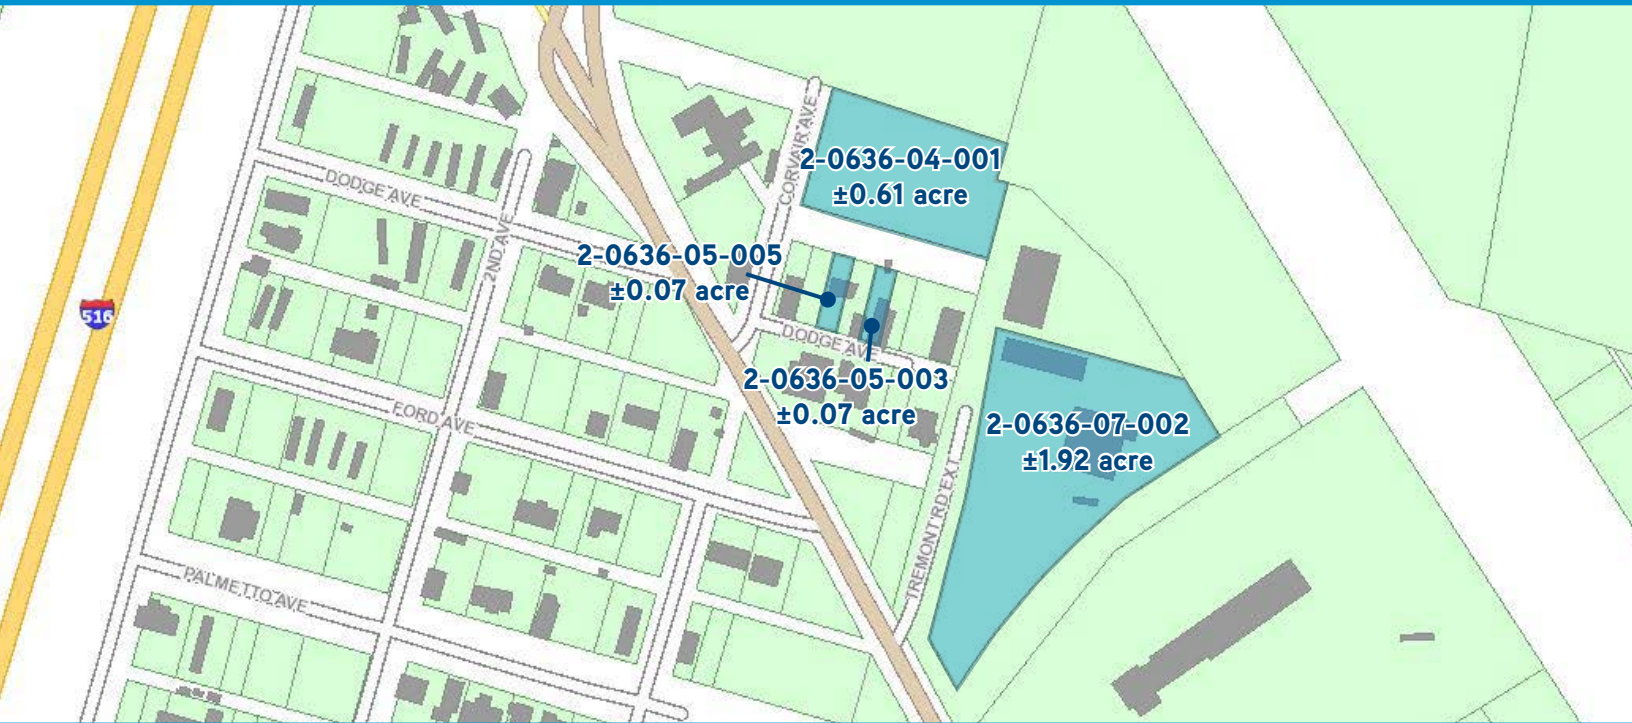 CORVAIR AVE
2-0636-04-001
±0.61 acre
DODGE AVE
2ND AVE
2-0636-05-005
±0.07 acre
516
DODGE AVE
2-0636-05-003
±0.07 acre
FORD AVE
2-0636-07-002
±1.92 acre
TREMONT RD EXT
PALMETTO AVE